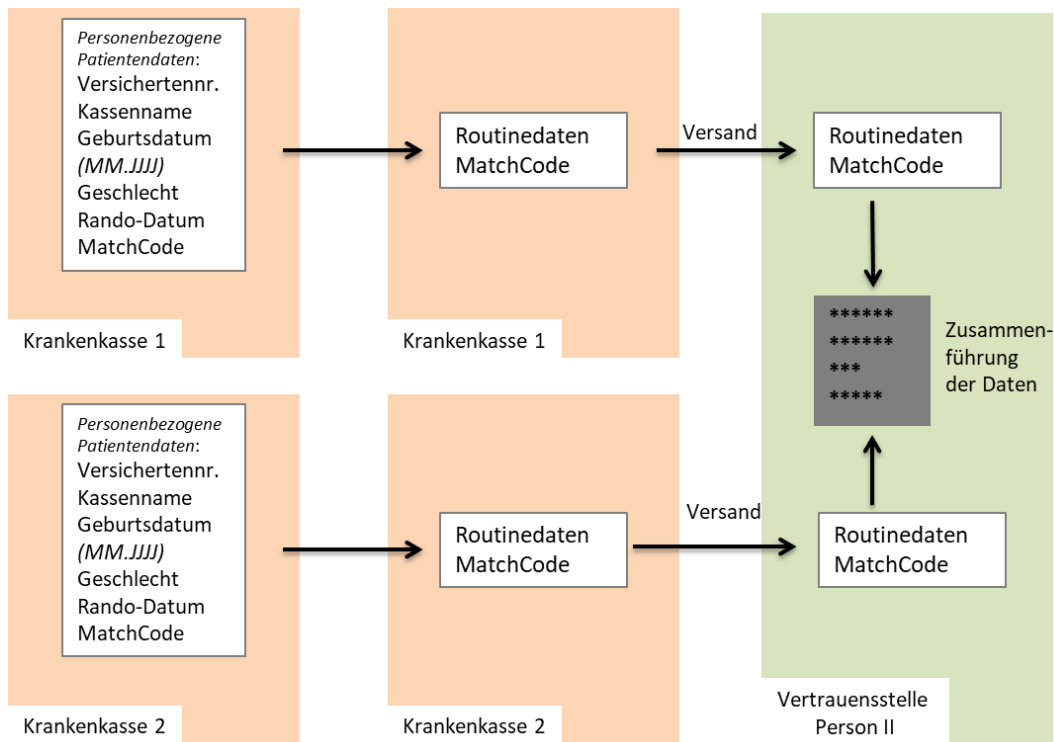 Personenbezogene
Patientendaten:
Versichertennr.
Kassenname
Geburtsdatum
(MM.JJJJ)
Geschlecht
Rando-Datum
MatchCode
Krankenkasse 1
Routinedaten
MatchCode
Krankenkasse 1
Versand
Routinedaten
MatchCode
******
******
***
*****
Zusammen-
führung
der Daten
Personenbezogene
Patientendaten:
Versichertennr.
Kassenname
Geburtsdatum
(MM.JJJJ)
Geschlecht
Rando-Datum
MatchCode
Krankenkasse 2
Routinedaten
MatchCode
Krankenkasse 2
Versand
Routinedaten
MatchCode
Vertrauensstelle
Person II